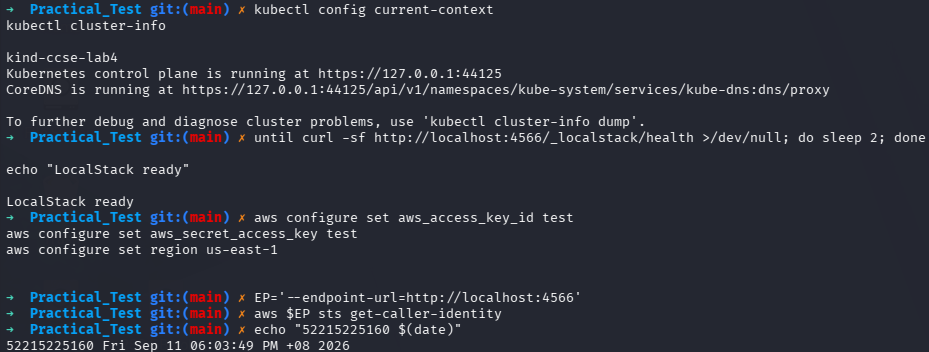 → Practical_Test git:(main) ✗ kubectl config current-context
kubectl cluster-info
kind-ccse-lab4
Kubernetes control plane is running at https://127.0.0.1:44125
CoreDNS is running at https://127.0.0.1:44125/api/v1/namespaces/kube-system/services/kube-dns:dns/proxy
To further debug and diagnose cluster problems, use 'kubectl cluster-info dump'.
→ Practical_Test git:(main) ✗ until curl -sf http://localhost:4566/_localstack/health >/dev/null; do sleep 2; done
echo "LocalStack ready"
LocalStack ready
→ Practical_Test git:(main) ✗ aws configure set aws_access_key_id test
aws configure set aws_secret_access_key test
aws configure set region us-east-1
→ Practical_Test git:(main) ✗ EP='--endpoint-url=http://localhost:4566'
→ Practical_Test git:(main) ✗ aws $EP sts get-caller-identity
→ Practical_Test git:(main) ✗ echo "52215225160 $(date)"
52215225160 Fri Sep 11 06:03:49 PM +08 2026